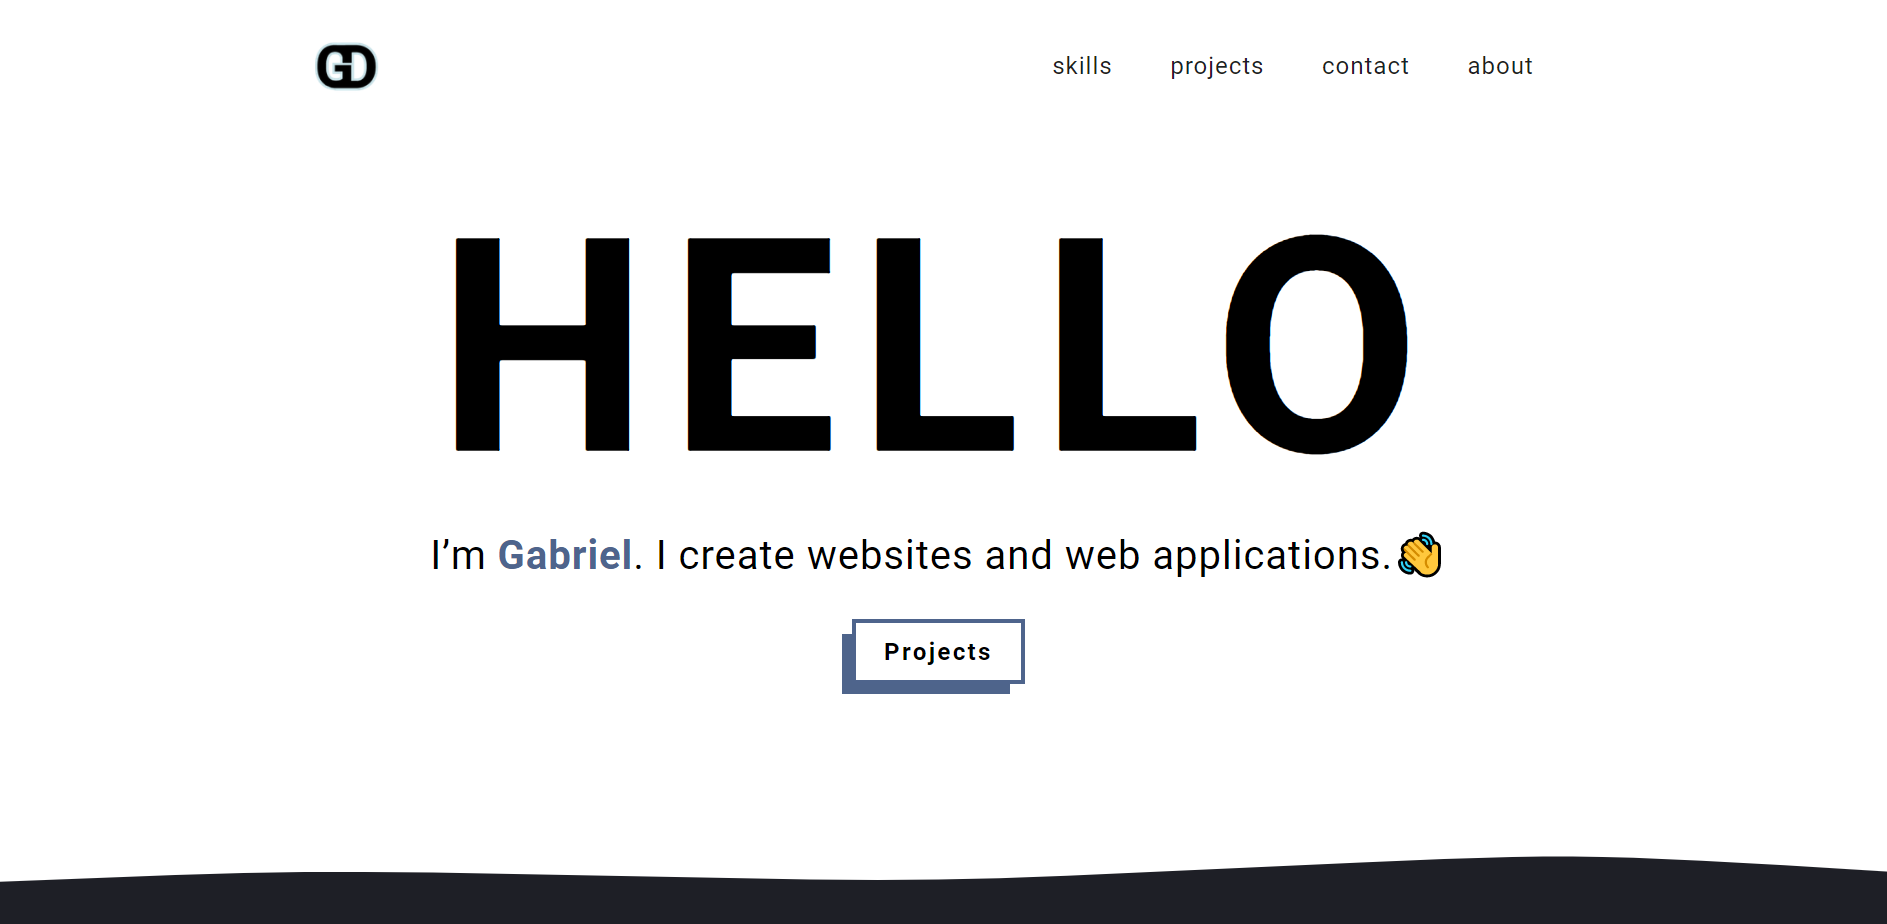 GD
skills projects contact about
HELLO
I’m Gabriel. I create websites and web applications.👋
Projects